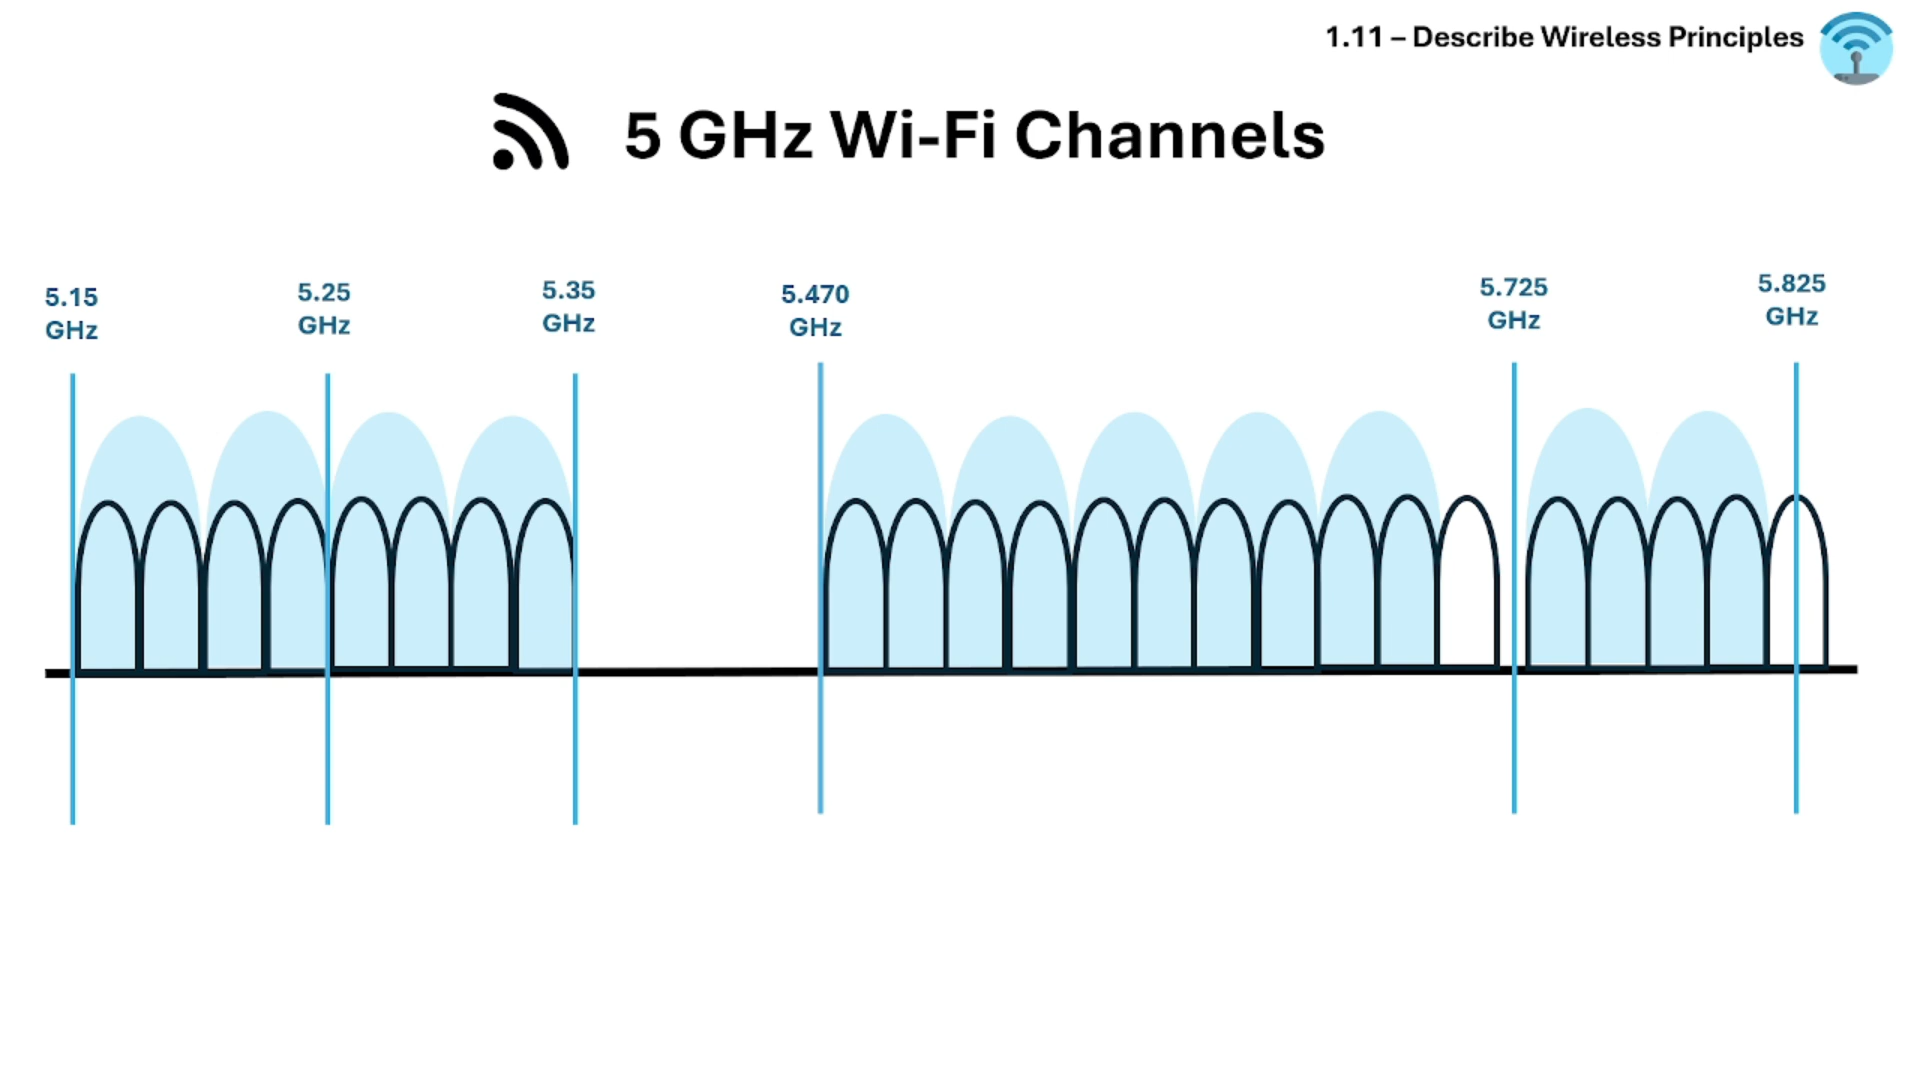 1.11 – Describe Wireless Principles
5 GHz Wi-Fi Channels
5.15
GHz
5.25
GHz
5.35
GHz
5.470
GHz
5.725
GHz
5.825
GHz